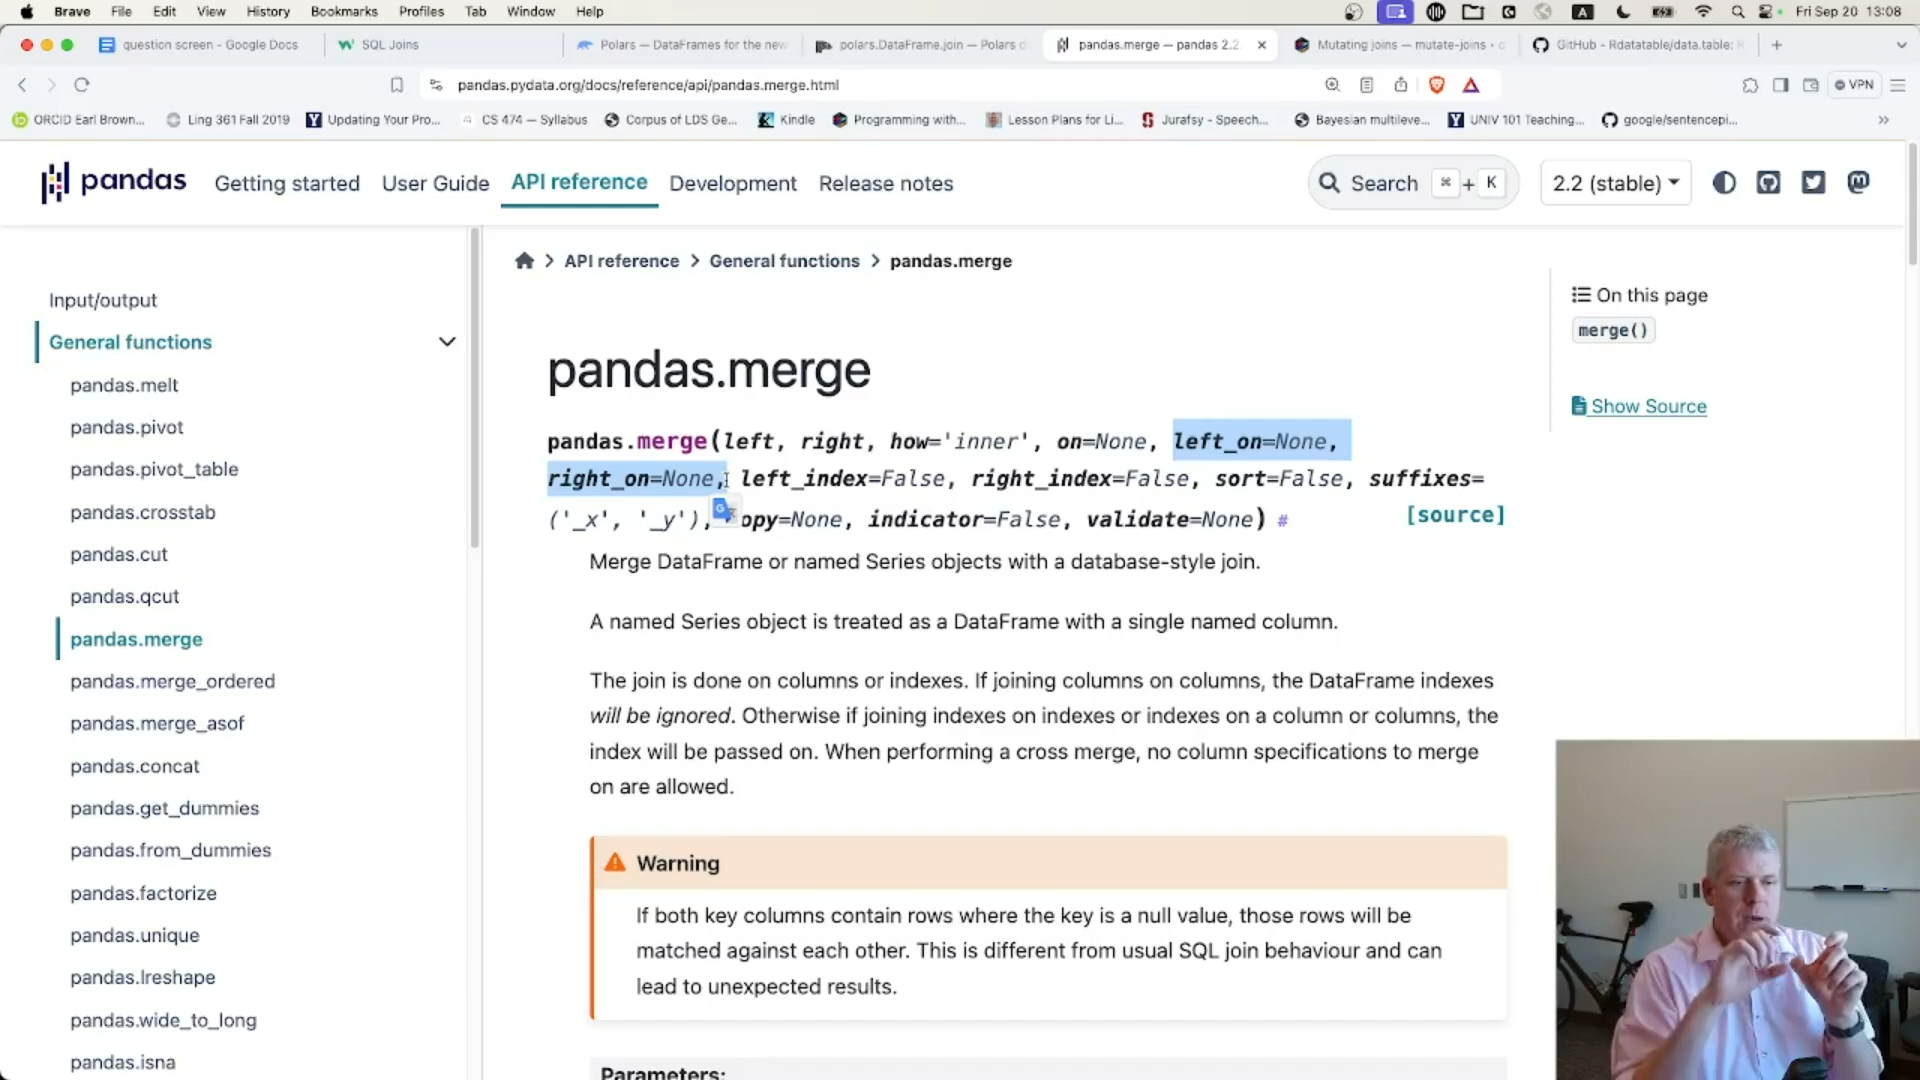 Brave File Edit View History Bookmarks Profiles Tab Window Help
A
Fri Sep 20 13:08
question screen - Google Docs
SQL Joins
Polars — DataFrames for the new
polars.DataFrame.join — Polars d
pandas.merge — pandas 2.2.
Mutating joins — mutate-joins •
GitHub - Rdatatable/data.table: R
pandas.pydata.org/docs/reference/api/pandas.merge.html
VPN
ORCID Earl Brown...
Ling 361 Fall 2019
Updating Your Pro...
CS 474 — Syllabus
Corpus of LDS Ge...
Kindle
Programming with...
Lesson Plans for Li...
Jurafsy - Speech...
Bayesian multileve...
UNIV 101 Teaching...
google/sentencepi...
pandas
Getting started
User Guide
API reference
Development
Release notes
Search ⌘ + K
2.2 (stable)
API reference > General functions > pandas.merge
Input/output
General functions
pandas.melt
pandas.pivot
pandas.pivot_table
pandas.crosstab
pandas.cut
pandas.qcut
pandas.merge
pandas.merge_ordered
pandas.merge_asof
pandas.concat
pandas.get_dummies
pandas.from_dummies
pandas.factorize
pandas.unique
pandas.lreshape
pandas.wide_to_long
pandas.isna
pandas.merge
pandas.merge(left, right, how='inner', on=None, left_on=None,
right_on=None, left_index=False, right_index=False, sort=False, suffixes=
('_x', '_y'), opy=None, indicator=False, validate=None) # [source]
Merge DataFrame or named Series objects with a database-style join.
A named Series object is treated as a DataFrame with a single named column.
The join is done on columns or indexes. If joining columns on columns, the DataFrame indexes
will be ignored. Otherwise if joining indexes on indexes or indexes on a column or columns, the
index will be passed on. When performing a cross merge, no column specifications to merge
on are allowed.
Warning
If both key columns contain rows where the key is a null value, those rows will be
matched against each other. This is different from usual SQL join behaviour and can
lead to unexpected results.
Parameters:
On this page
merge()
Show Source